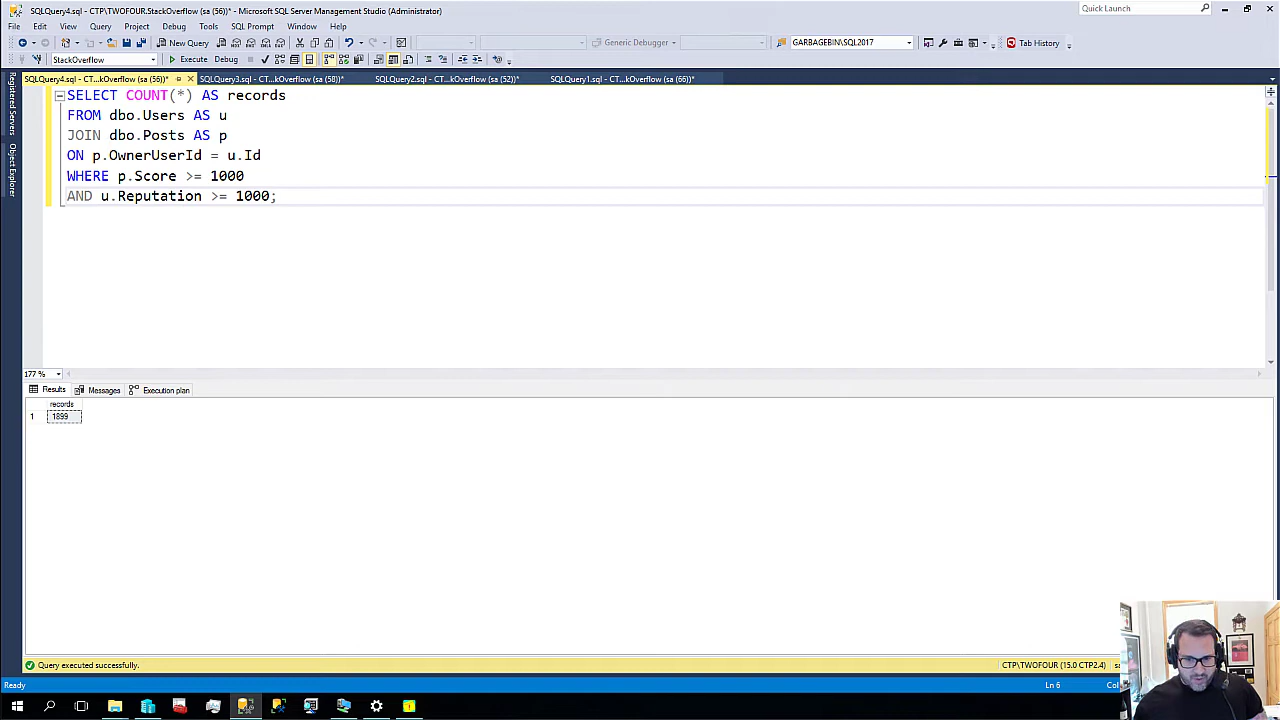 SQLQuery4.sql - CTP\TWOFOUR.StackOverflow (sa (56))* - Microsoft SQL Server Management Studio (Administrator)
Quick Launch
File Edit View Query Project Debug Tools SQL Prompt Window Help
New Query Generic Debugger GARBAGEBIN\SQL2017 Tab History
StackOverflow Execute Debug
SQLQuery4.sql - CT...kOverflow (sa (56))* SQLQuery3.sql - CT...kOverflow (sa (58))* SQLQuery2.sql - CT...kOverflow (sa (52))* SQLQuery1.sql - CT...kOverflow (sa (66))*
Registered Servers
Object Explorer
SELECT COUNT(*) AS records
FROM dbo.Users AS u
JOIN dbo.Posts AS p
ON p.OwnerUserId = u.Id
WHERE p.Score >= 1000
AND u.Reputation >= 1000;
177 %
Results Messages Execution plan
records
1 1899
Query executed successfully. CTP\TWOFOUR (15.0 CTP2.4)
Ready Ln 6